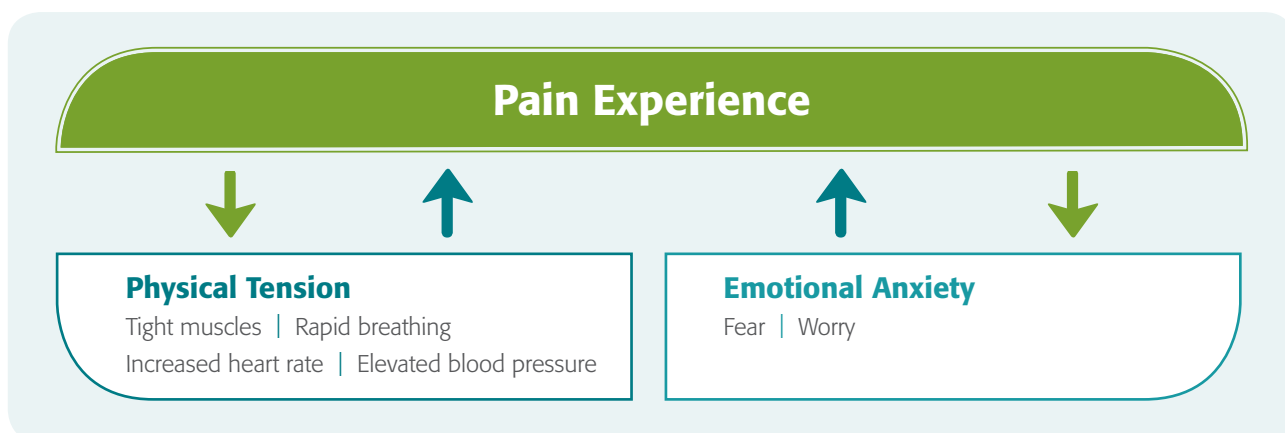 Pain Experience
Physical Tension
Tight muscles | Rapid breathing
Increased heart rate | Elevated blood pressure
Emotional Anxiety
Fear | Worry